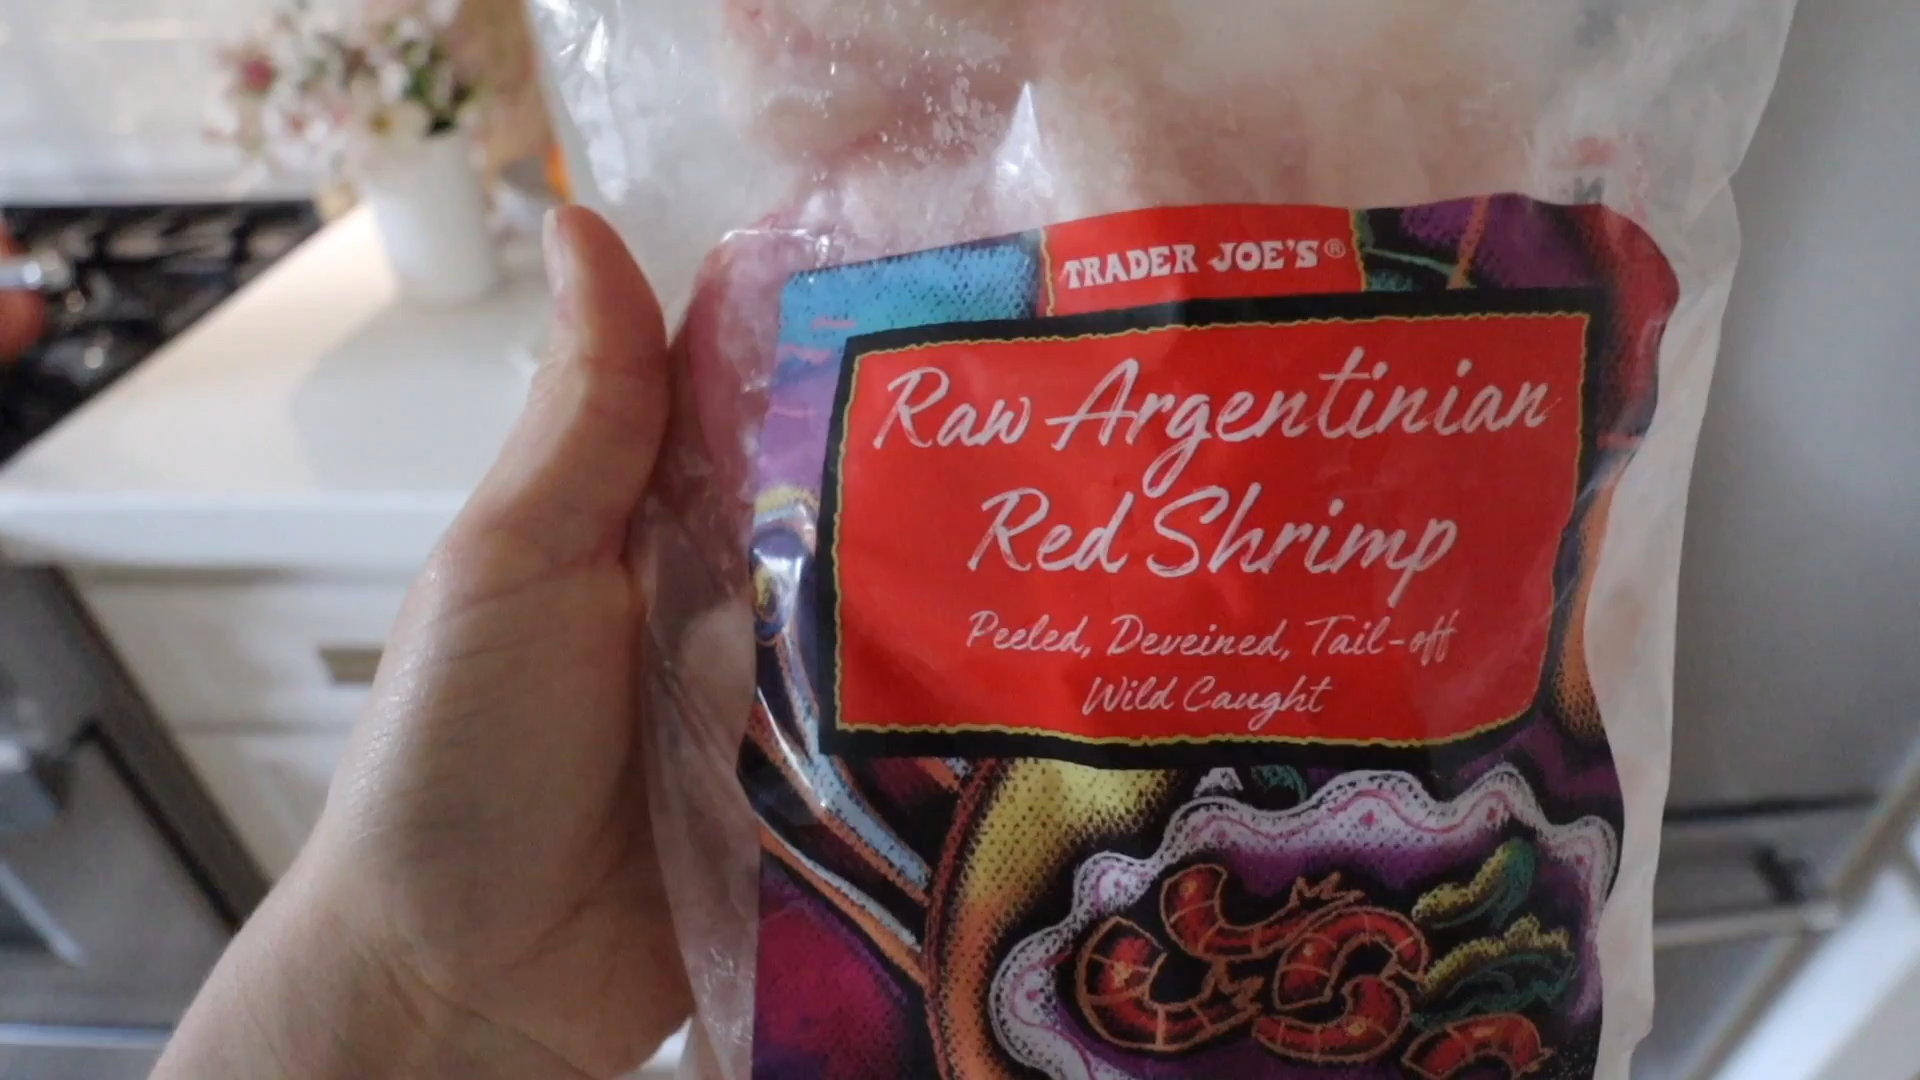 TRADER JOE'S®
Raw Argentinian
Red Shrimp
Peeled, Deveined, Tail-off
Wild Caught